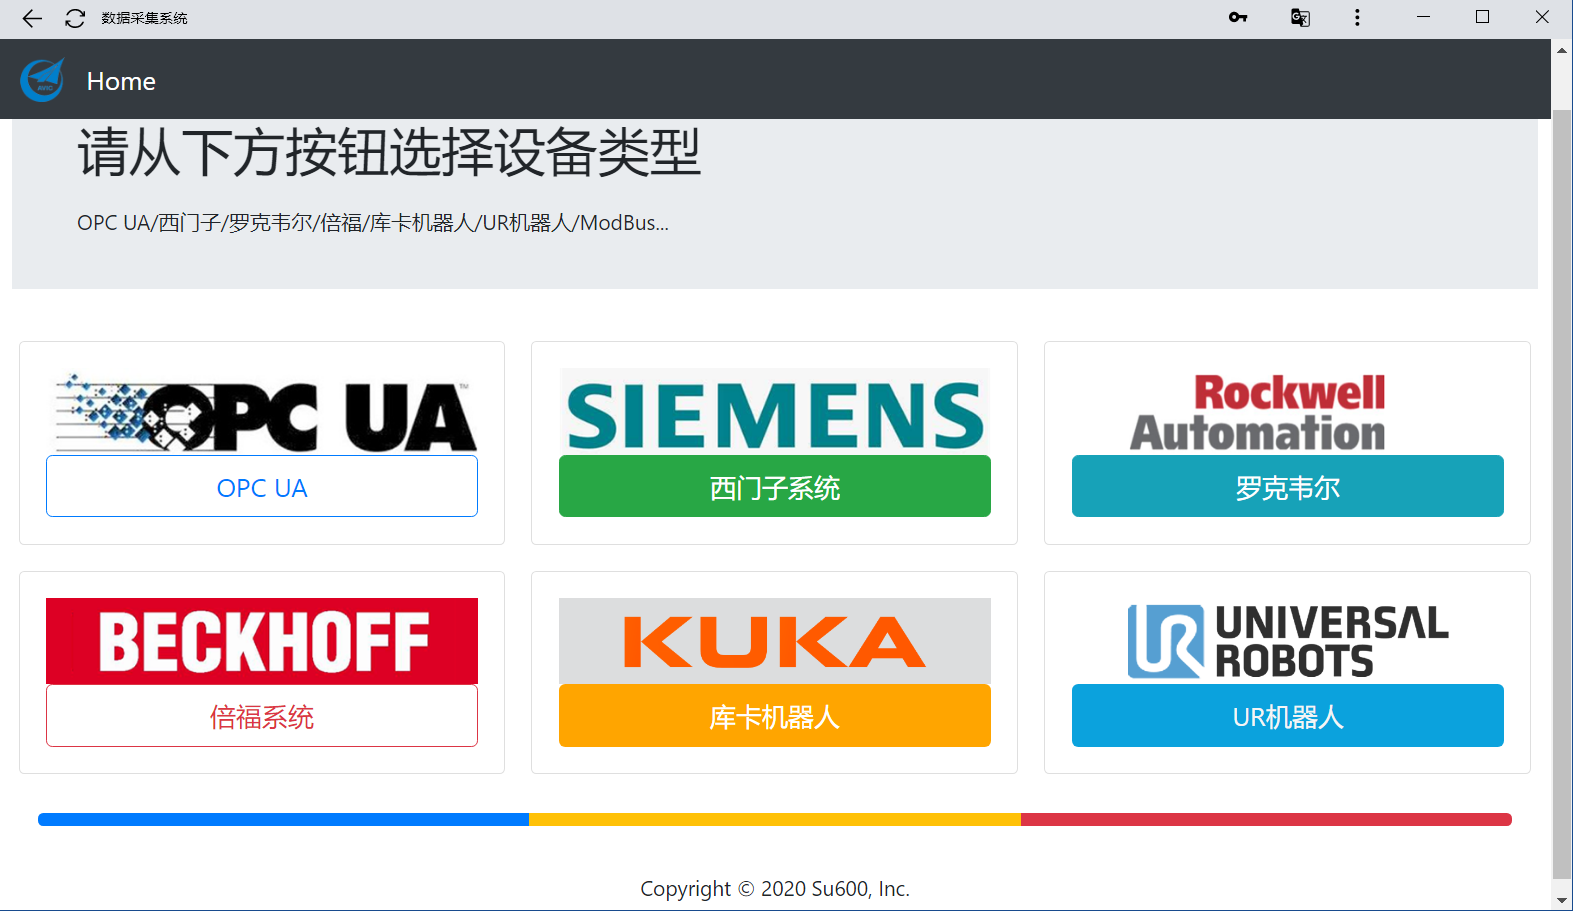 数据采集系统
AVIC
Home
请从下方按钮选择设备类型
OPC UA/西门子/罗克韦尔/倍福/库卡机器人/UR机器人/ModBus...
OPC UA™
SIEMENS
Rockwell
Automation
OPC UA
西门子系统
罗克韦尔
BECKHOFF
KUKA
UR
UNIVERSAL
ROBOTS
倍福系统
库卡机器人
UR机器人
Copyright © 2020 Su600, Inc.